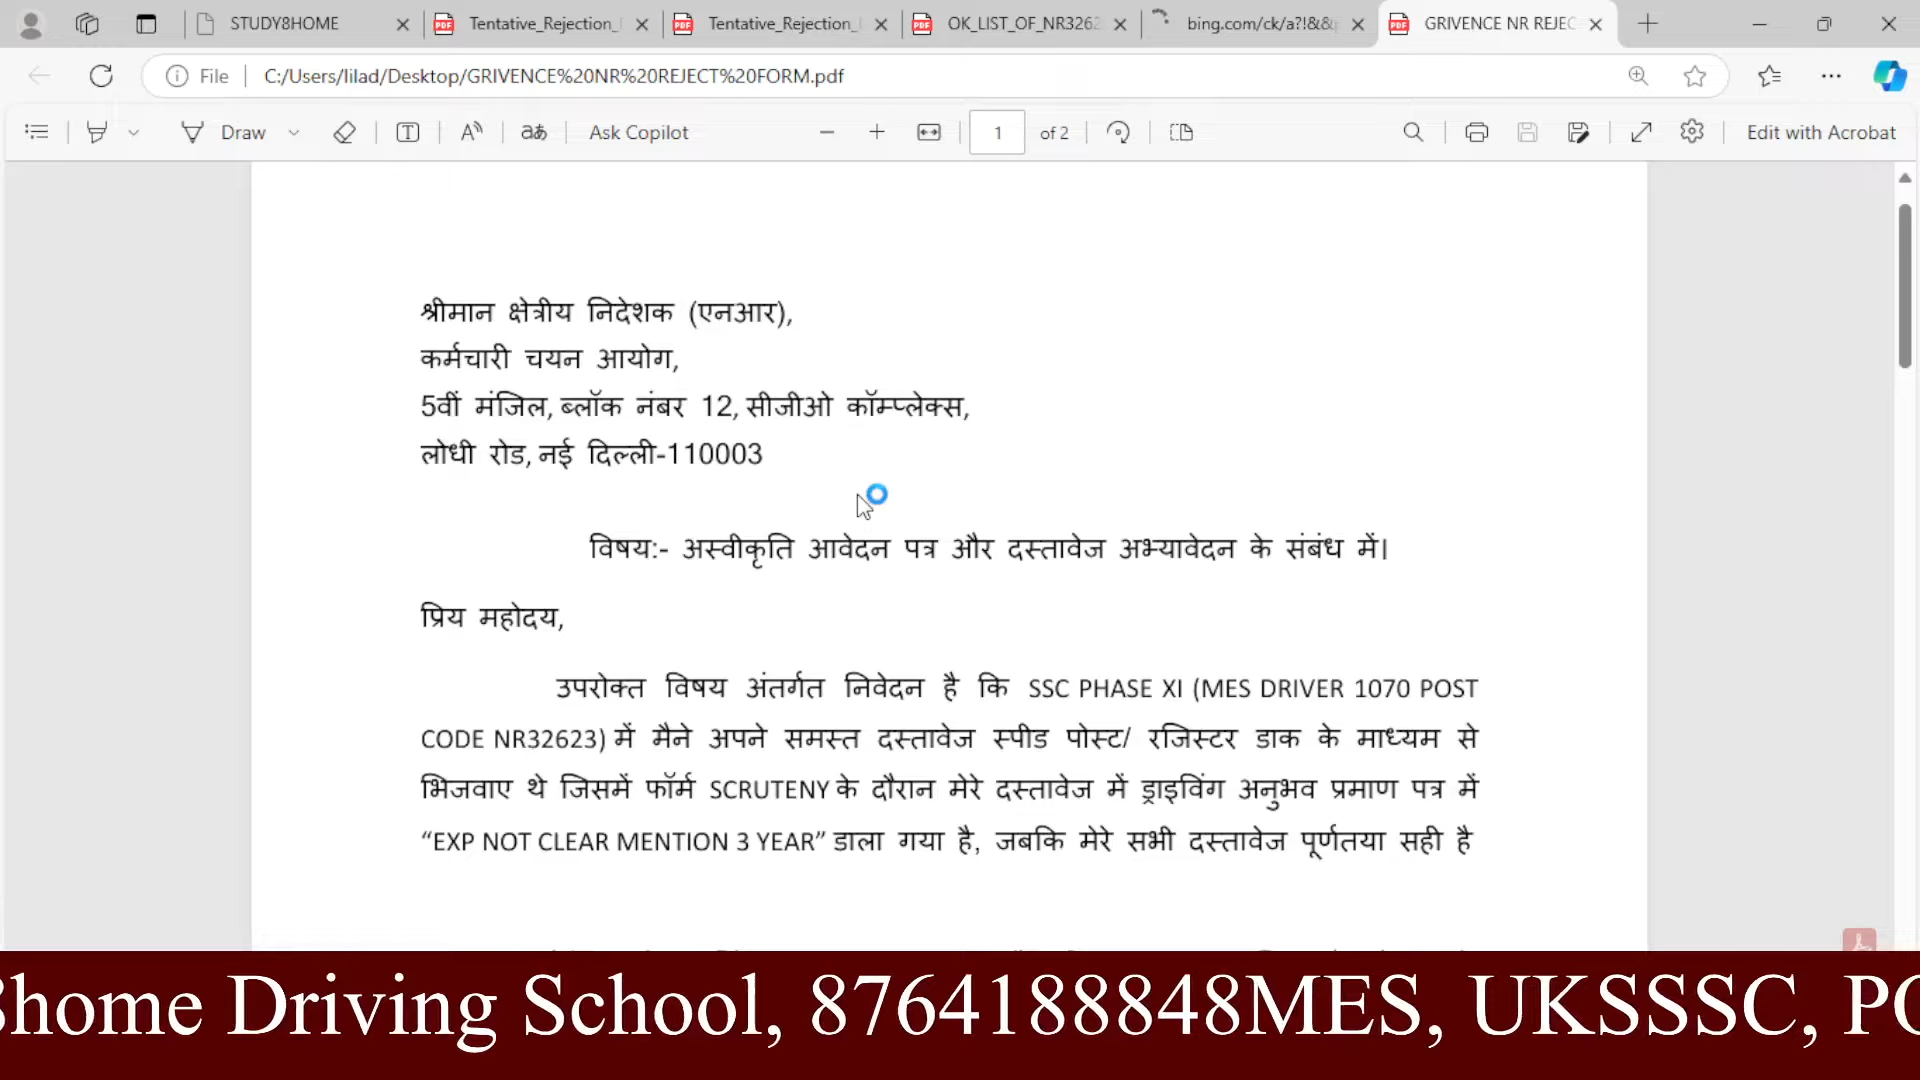 STUDY8HOME
Tentative_Rejection_
Tentative_Rejection_
OK_LIST_OF_NR3262
bing.com/ck/a?!&&p
GRIVENCE NR REJEC
File
C:/Users/lilad/Desktop/GRIVENCE%20NR%20REJECT%20FORM.pdf
Draw
Ask Copilot
1
of 2
Edit with Acrobat
श्रीमान क्षेत्रीय निदेशक (एनआर),
कर्मचारी चयन आयोग,
5वीं मंजिल, ब्लॉक नंबर 12, सीजीओ कॉम्प्लेक्स,
लोधी रोड, नई दिल्ली-110003
विषय:- अस्वीकृति आवेदन पत्र और दस्तावेज अभ्यावेदन के संबंध में।
प्रिय महोदय,
उपरोक्त विषय अंतर्गत निवेदन है कि SSC PHASE XI (MES DRIVER 1070 POST
CODE NR32623) में मैने अपने समस्त दस्तावेज स्पीड पोस्ट/ रजिस्टर डाक के माध्यम से
भिजवाए थे जिसमें फॉर्म SCRUTENY के दौरान मेरे दस्तावेज में ड्राइविंग अनुभव प्रमाण पत्र में
“EXP NOT CLEAR MENTION 3 YEAR” डाला गया है, जबकि मेरे सभी दस्तावेज पूर्णतया सही है
8home Driving School, 8764188848MES, UKSSSC, PO